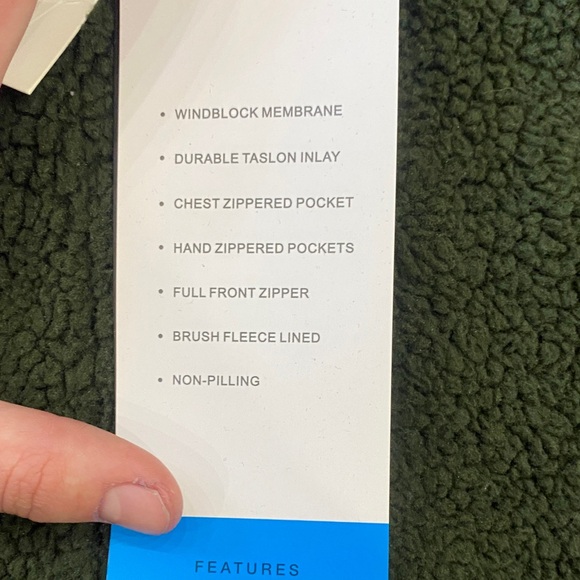 • WINDBLOCK MEMBRANE
• DURABLE TASLON INLAY
• CHEST ZIPPERED POCKET
• HAND ZIPPERED POCKETS
• FULL FRONT ZIPPER
• BRUSH FLEECE LINED
• NON-PILLING
FEATURES